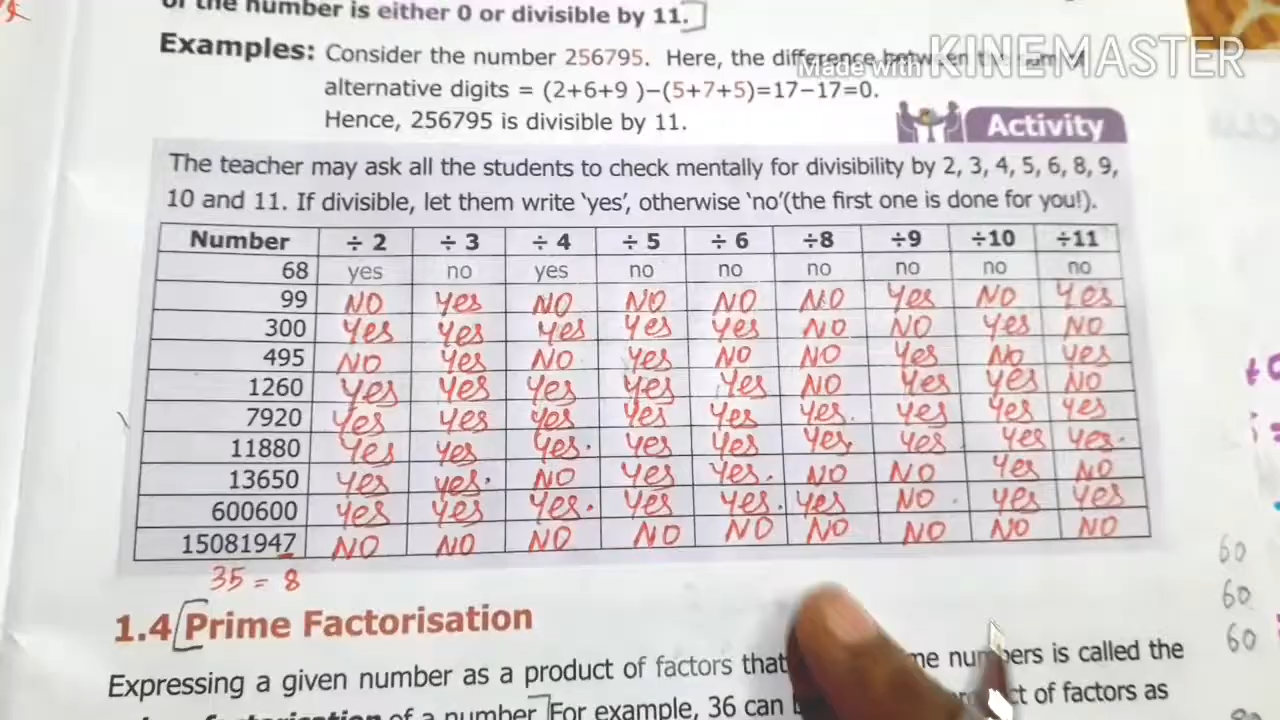 of the number is either 0 or divisible by 11.]
Examples: Consider the number 256795. Here, the difference between the sum of
Made with KINEMASTER
alternative digits = (2+6+9 )−(5+7+5)=17−17=0.
Hence, 256795 is divisible by 11.
Activity
The teacher may ask all the students to check mentally for divisibility by 2, 3, 4, 5, 6, 8, 9,
10 and 11. If divisible, let them write 'yes', otherwise 'no'(the first one is done for you!).
Number ÷ 2 ÷ 3 ÷ 4 ÷ 5 ÷ 6 ÷8 ÷9 ÷10 ÷11
68 yes no yes no no no no no no
99 NO Yes NO NO NO NO Yes NO Yes
300 Yes Yes Yes Yes Yes NO NO Yes NO
495 NO Yes NO Yes NO NO Yes No Yes
1260 Yes Yes Yes Yes Yes NO Yes Yes NO
7920 Yes Yes Yes Yes Yes Yes. Yes Yes Yes
11880 Yes Yes Yes. Yes Yes Yes Yes Yes Yes.
13650 Yes Yes. NO Yes Yes. NO NO Yes NO
600600 Yes Yes Yes. Yes Yes. Yes NO Yes Yes
15081947 NO NO NO NO NO NO NO NO NO
35 = 8
1.4 [Prime Factorisation
Expressing a given number as a product of factors that numbers is called the
of a number.] For example, 36 can product of factors as
60
60
60